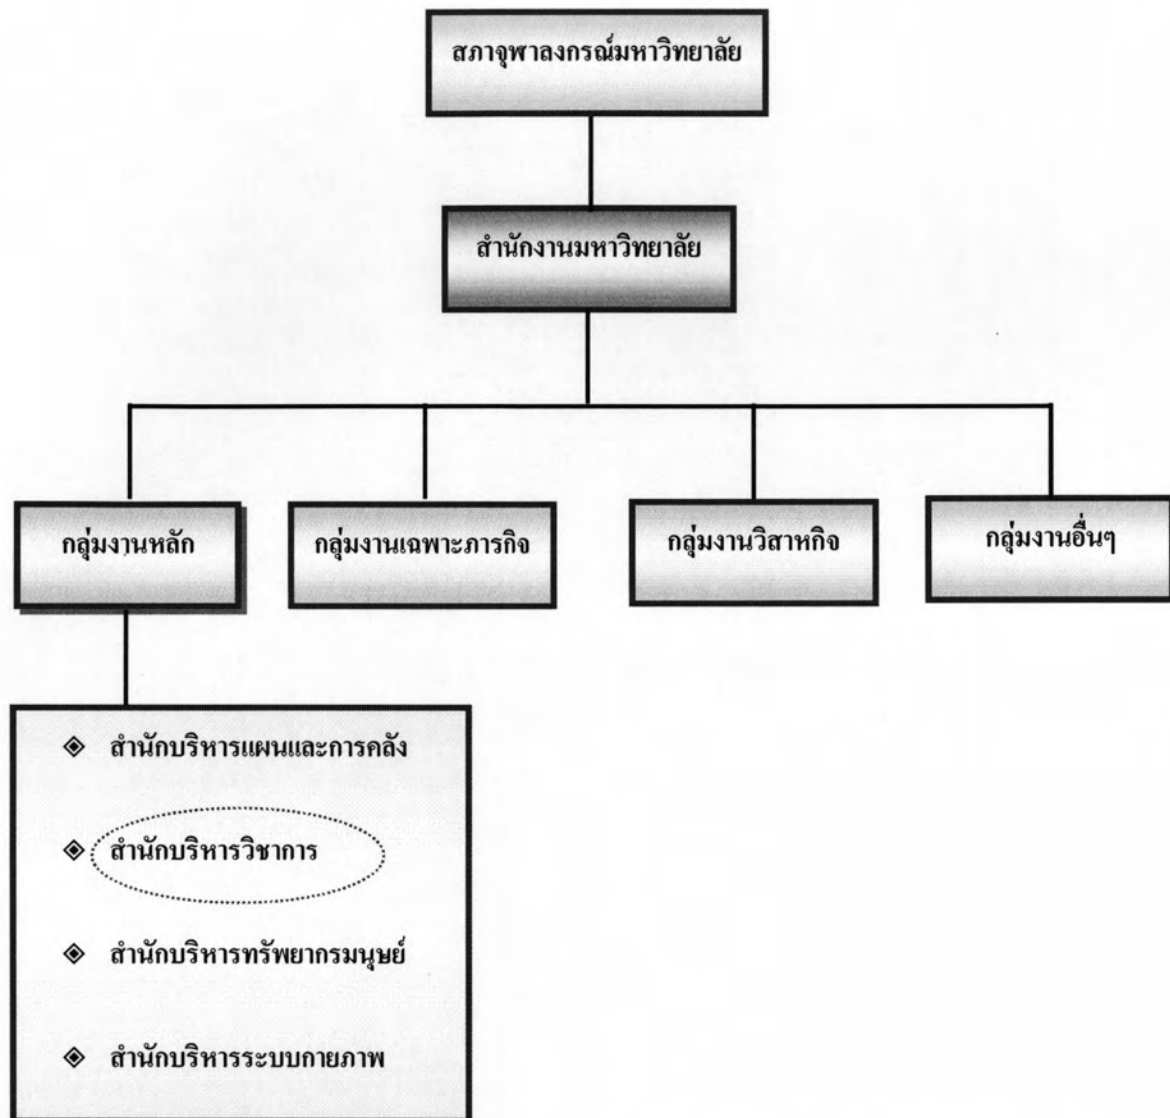 สภาจุฬาลงกรณ์มหาวิทยาลัย
สำนักงานมหาวิทยาลัย
กลุ่มงานหลัก
กลุ่มงานเฉพาะภารกิจ
กลุ่มงานวิสาหกิจ
กลุ่มงานอื่นๆ
สำนักบริหารแผนและการคลัง
สำนักบริหารวิชาการ
สำนักบริหารทรัพยากรมนุษย์
สำนักบริหารระบบกายภาพ